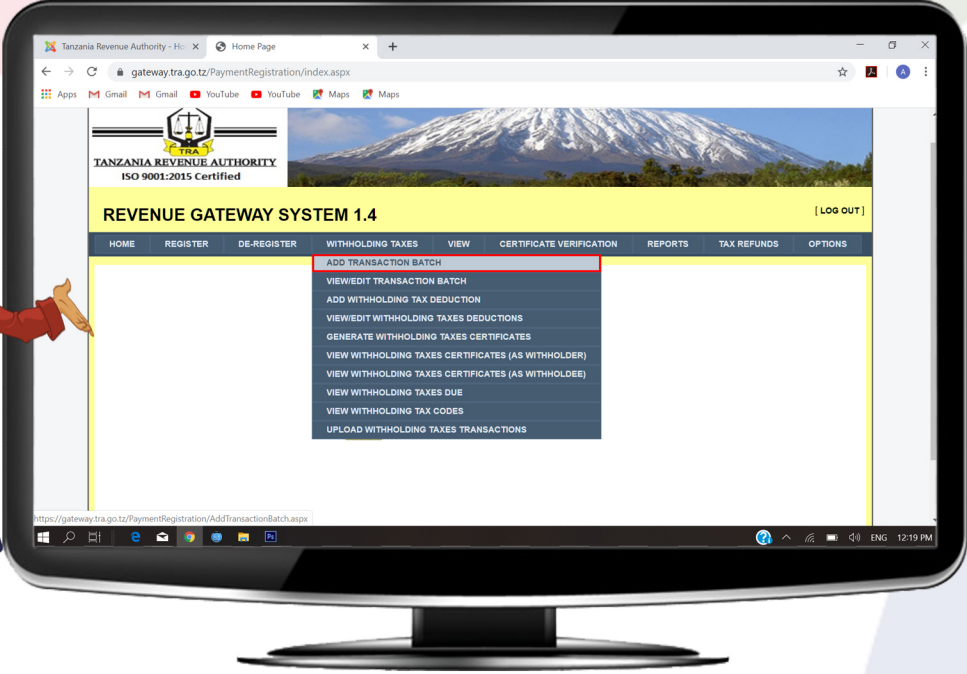 Tanzania Revenue Authority - Ho
Home Page
gateway.tra.go.tz/PaymentRegistration/index.aspx
A
Apps
Gmail
Gmail
YouTube
YouTube
Maps
Maps
TRA
TANZANIA REVENUE AUTHORITY
ISO 9001:2015 Certified
REVENUE GATEWAY SYSTEM 1.4
[ LOG OUT ]
HOME REGISTER DE-REGISTER WITHHOLDING TAXES VIEW CERTIFICATE VERIFICATION REPORTS TAX REFUNDS OPTIONS
ADD TRANSACTION BATCH
VIEW/EDIT TRANSACTION BATCH
ADD WITHHOLDING TAX DEDUCTION
VIEW/EDIT WITHHOLDING TAXES DEDUCTIONS
GENERATE WITHHOLDING TAXES CERTIFICATES
VIEW WITHHOLDING TAXES CERTIFICATES (AS WITHHOLDER)
VIEW WITHHOLDING TAXES CERTIFICATES (AS WITHHOLDEE)
VIEW WITHHOLDING TAXES DUE
VIEW WITHHOLDING TAX CODES
UPLOAD WITHHOLDING TAXES TRANSACTIONS
https://gateway.tra.go.tz/PaymentRegistration/AddTransactionBatch.aspx
Ps
ENG 12:19 PM